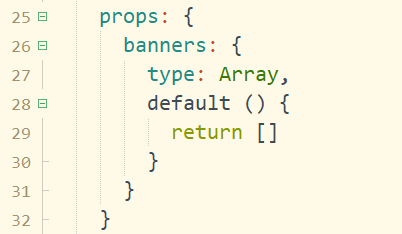 25 props: {
26 banners: {
27 type: Array,
28 default () {
29 return []
30 }
31 }
32 }